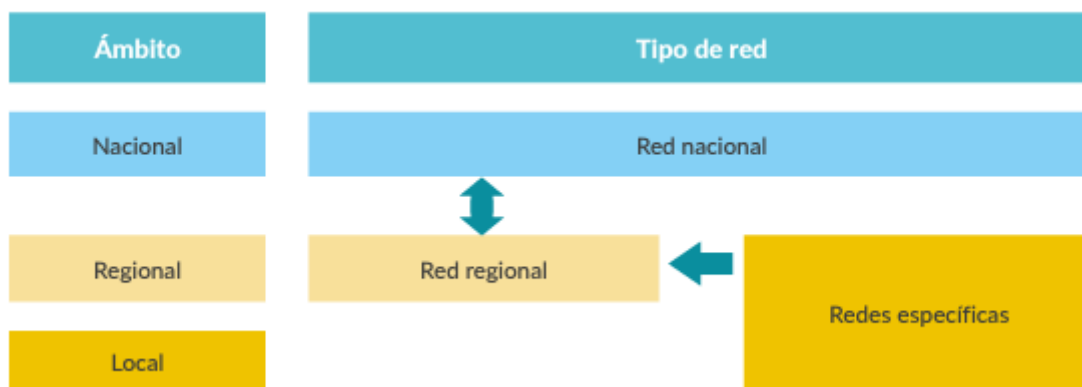 Ámbito
Tipo de red
Nacional
Red nacional
Regional
Red regional
Redes específicas
Local